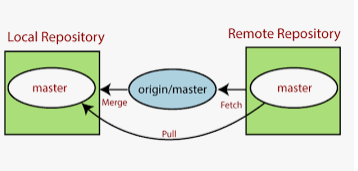 Local Repository
Remote Repository
master
origin/master
master
Merge
Fetch
Pull